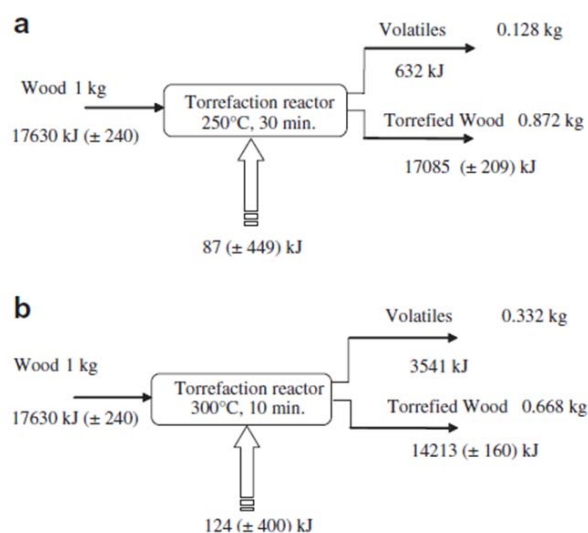 a
Volatiles 0.128 kg
632 kJ
Wood 1 kg
17630 kJ (± 240)
Torrefaction reactor
250°C, 30 min.
Torrefied Wood 0.872 kg
17085 (± 209) kJ
87 (± 449) kJ
b
Volatiles 0.332 kg
3541 kJ
Wood 1 kg
17630 kJ (± 240)
Torrefaction reactor
300°C, 10 min.
Torrefied Wood 0.668 kg
14213 (± 160) kJ
124 (± 400) kJ